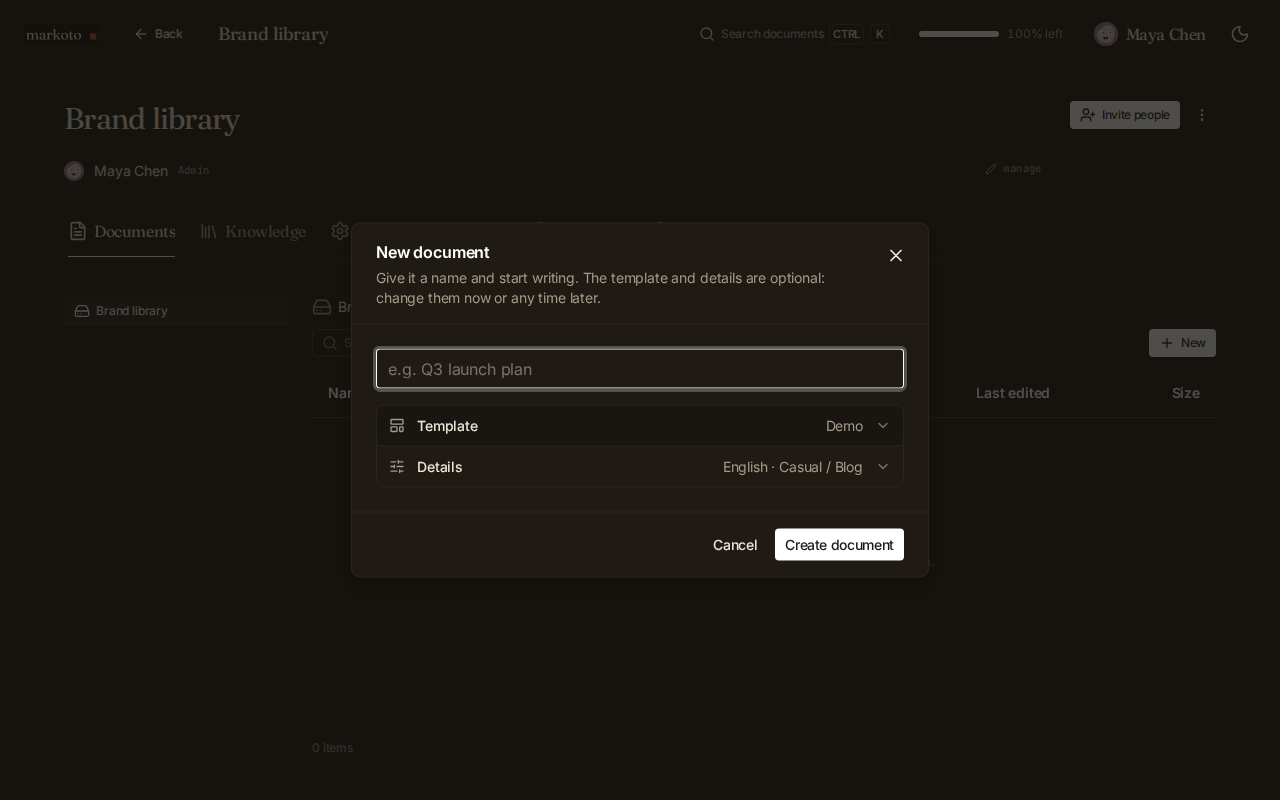 markoto
Back
Brand library
Search documents CTRL K
100% left
Maya Chen
Brand library
Invite people
Maya Chen Admin
manage
Documents
Knowledge
New document
Give it a name and start writing. The template and details are optional:
change them now or any time later.
Brand library
e.g. Q3 launch plan
New
Last edited
Size
Template
Demo
Details
English · Casual / Blog
Cancel
Create document
0 items